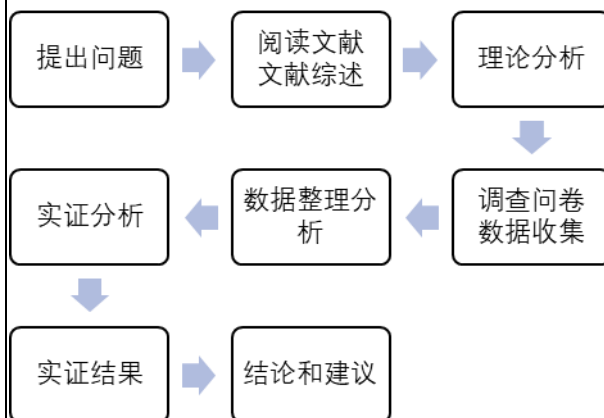 提出问题
阅读文献
文献综述
理论分析
调查问卷
数据收集
数据整理分
析
实证分析
实证结果
结论和建议